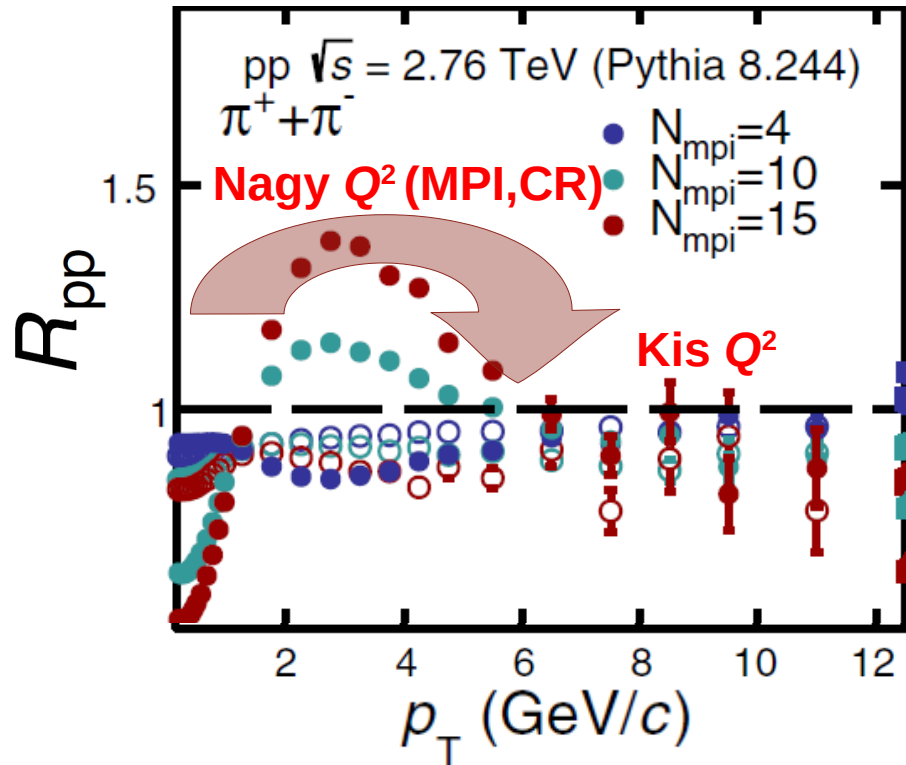 pp √s = 2.76 TeV (Pythia 8.244)
π⁺+π⁻
N_mpi=4
N_mpi=10
N_mpi=15
Nagy Q² (MPI,CR)
Kis Q²
1.5
1
R_pp
2 4 6 8 10 12
p_T (GeV/c)